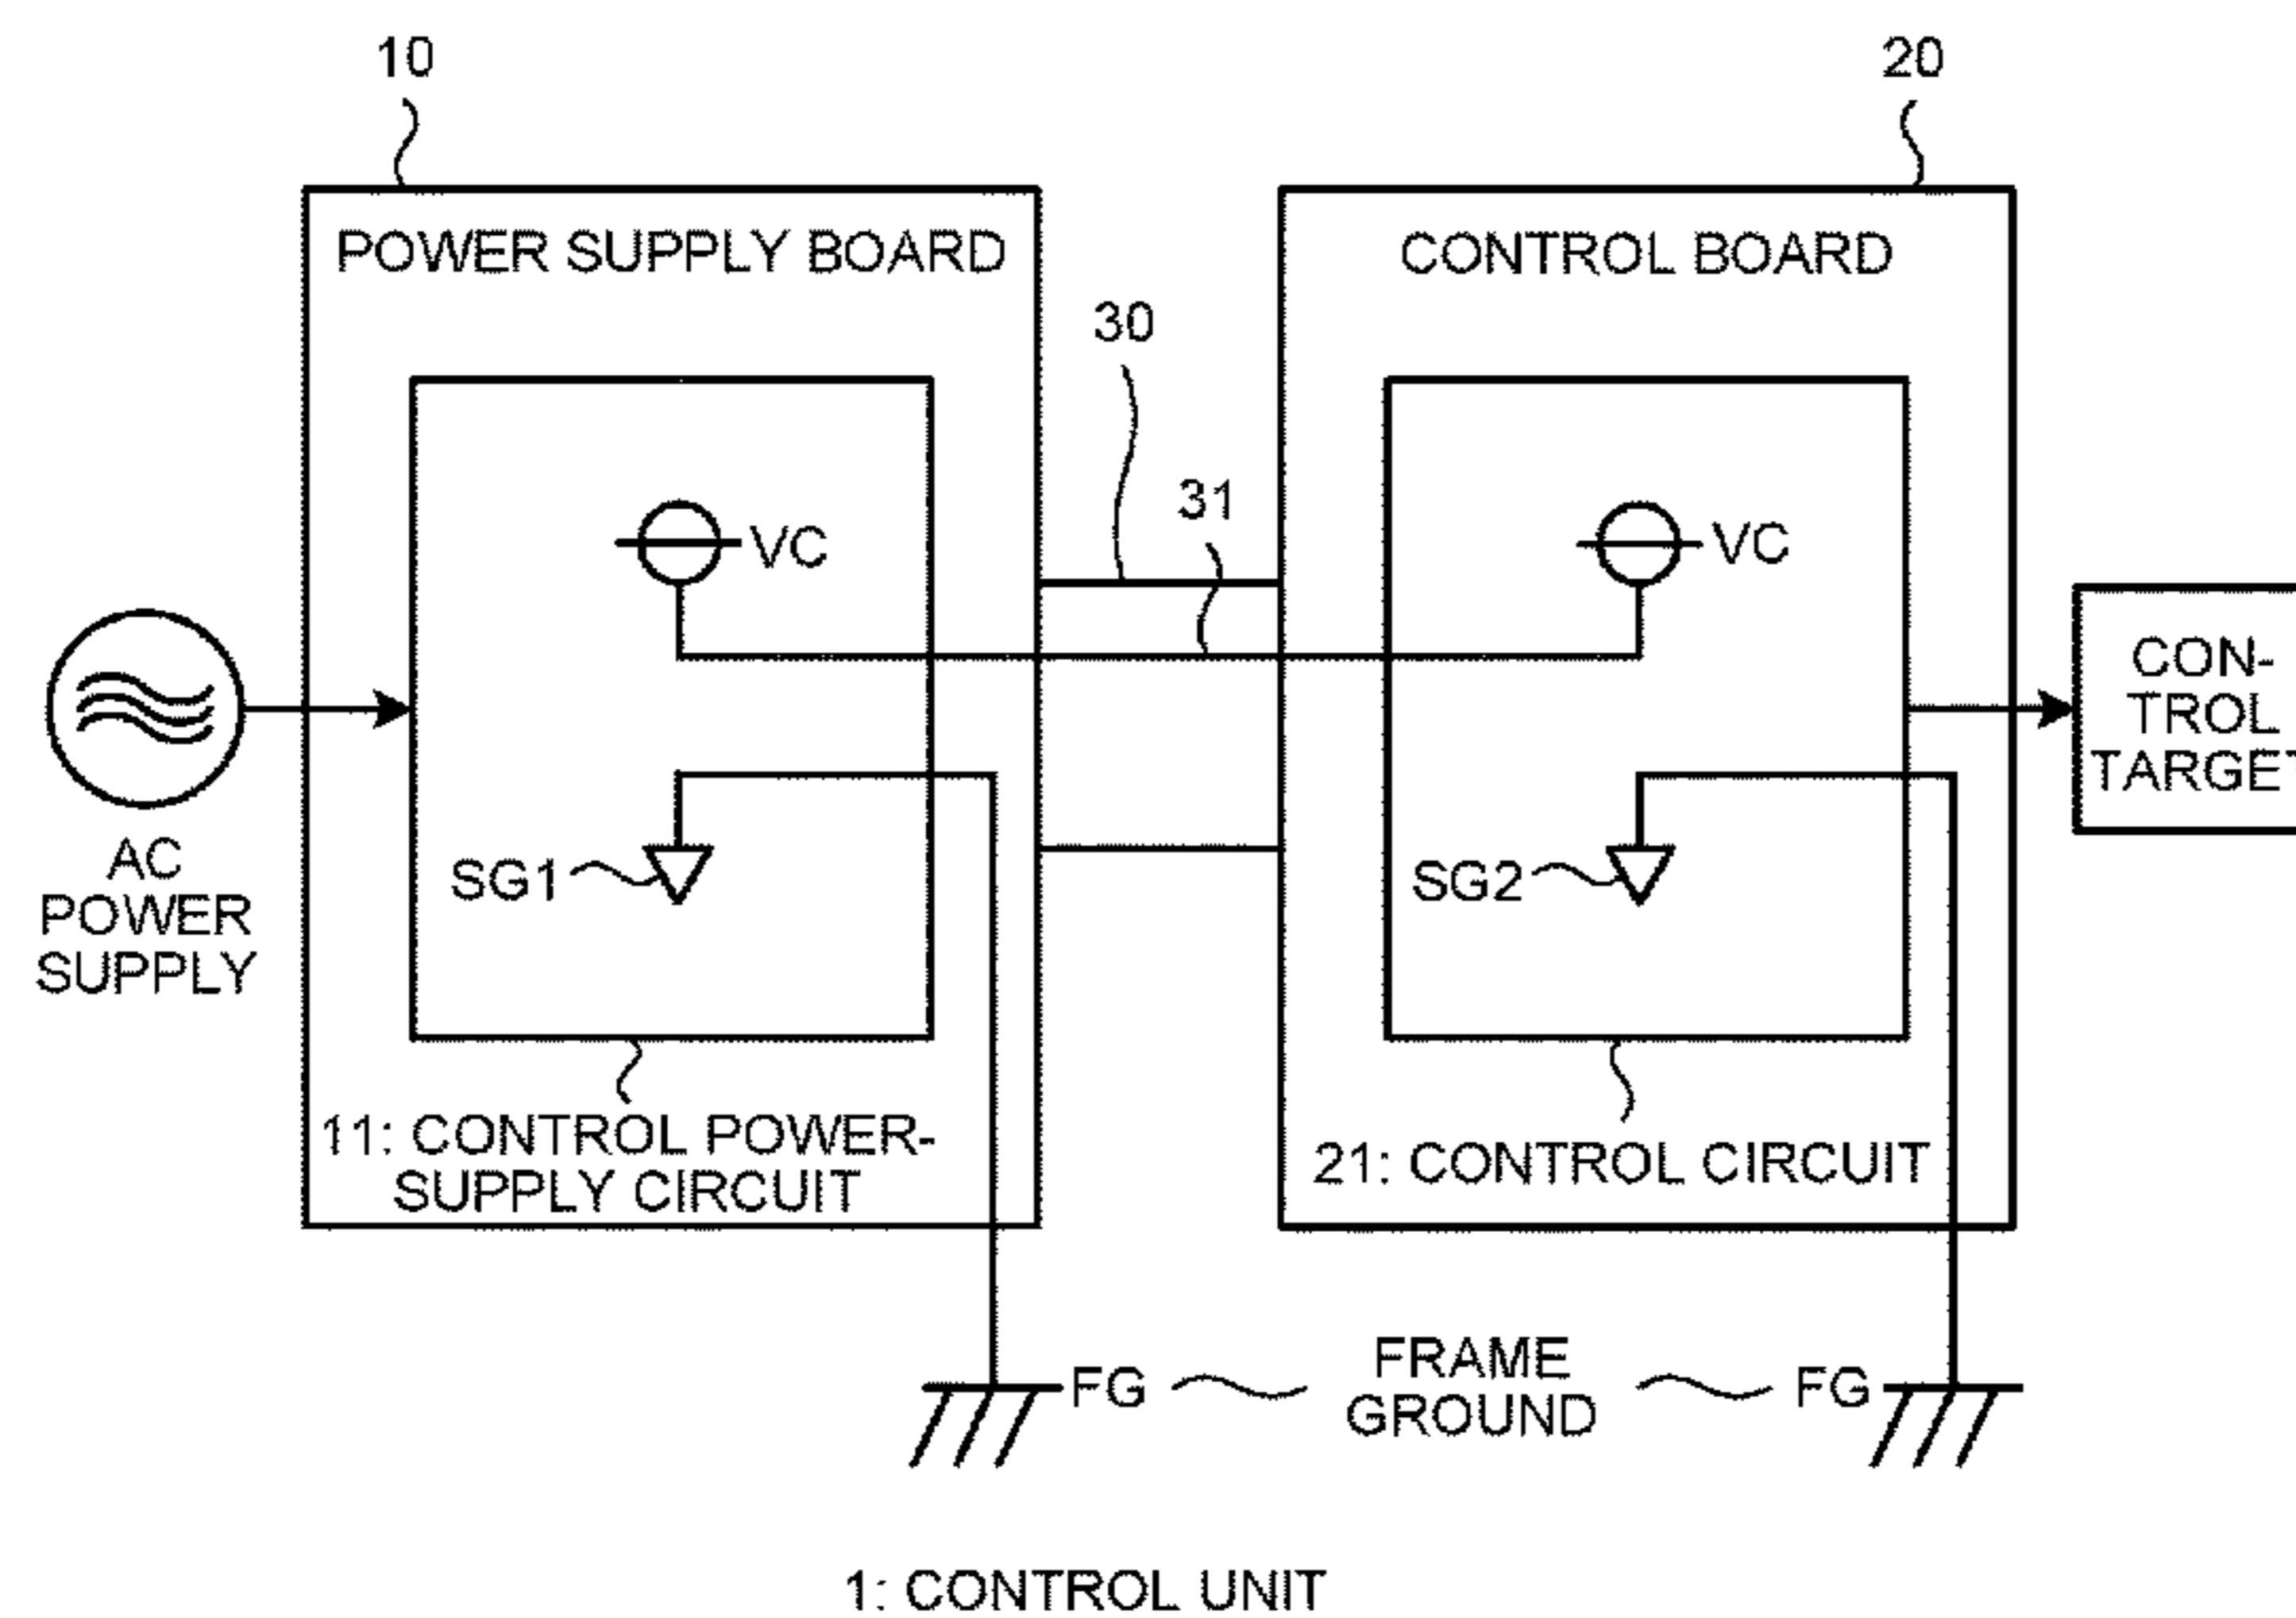 10
20
POWER SUPPLY BOARD
CONTROL BOARD
30
31
VC
VC
CON-
TROL
TARGET
AC
POWER
SUPPLY
SG1
SG2
11: CONTROL POWER-
SUPPLY CIRCUIT
21: CONTROL CIRCUIT
FG
FRAME
GROUND
FG
1: CONTROL UNIT